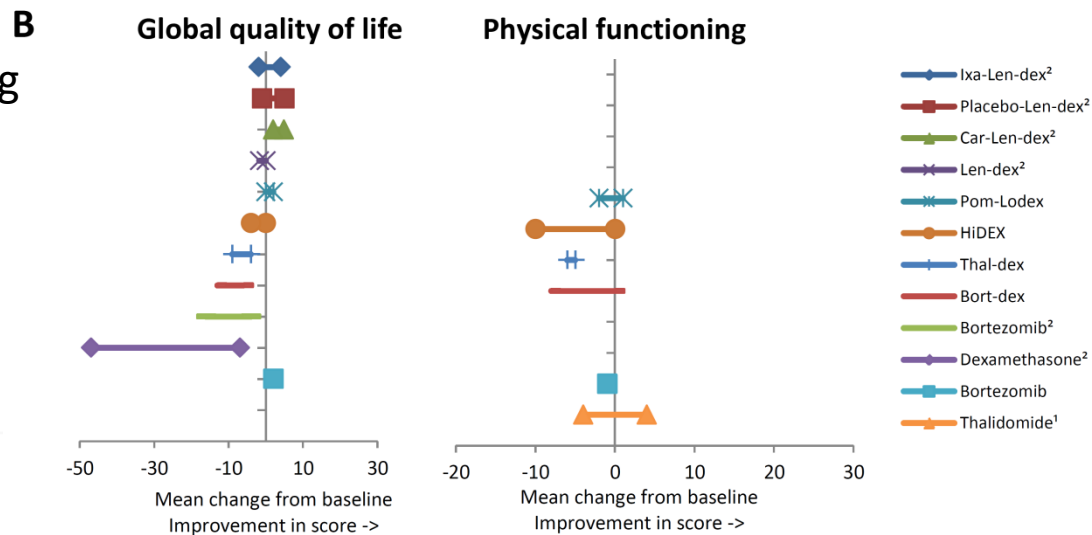 B
Global quality of life
Physical functioning
g
Ixa-Len-dex²
Placebo-Len-dex²
Car-Len-dex²
Len-dex²
Pom-Lodex
HiDEX
Thal-dex
Bort-dex
Bortezomib²
Dexamethasone²
Bortezomib
Thalidomide¹
-50 -30 -10 10 30
-20 -10 0 10 20 30
Mean change from baseline
Improvement in score ->
Mean change from baseline
Improvement in score ->